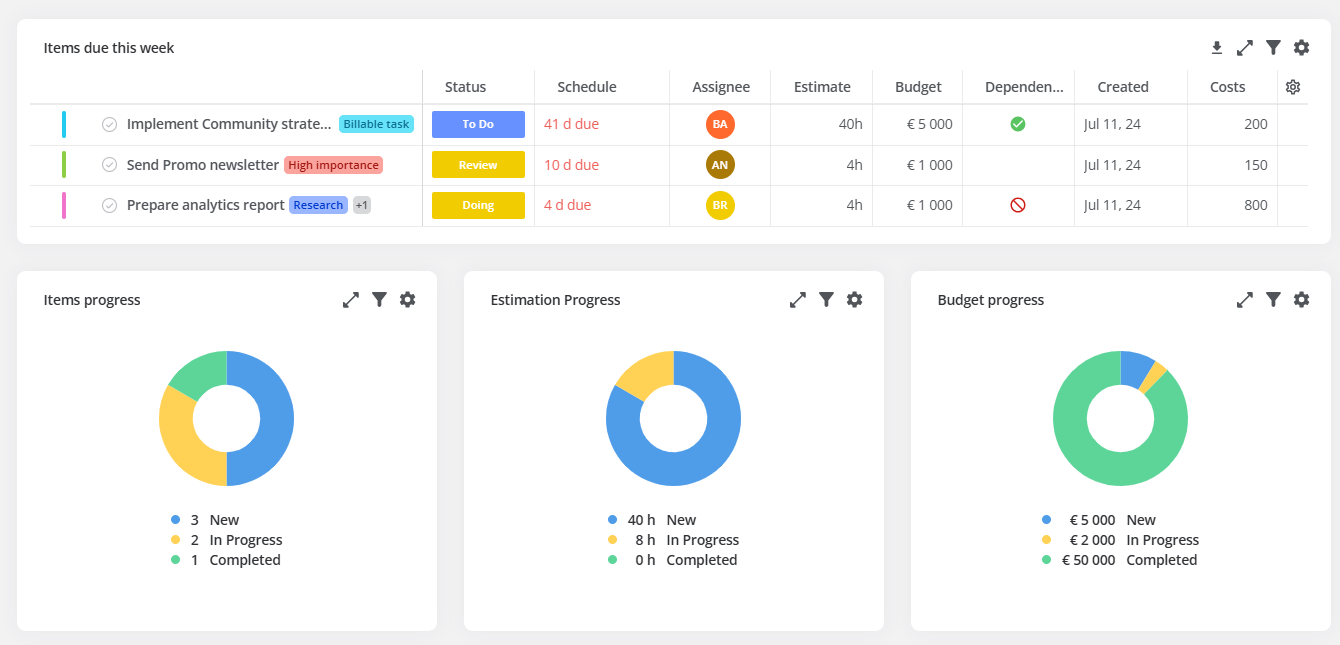 Items due this week
Status Schedule Assignee Estimate Budget Dependen... Created Costs
Implement Community strate... Billable task To Do 41 d due BA 40h € 5 000 Jul 11, 24 200
Send Promo newsletter High importance Review 10 d due AN 4h € 1 000 Jul 11, 24 150
Prepare analytics report Research +1 Doing 4 d due BR 4h € 1 000 Jul 11, 24 800
Items progress
3 New
2 In Progress
1 Completed
Estimation Progress
40 h New
8 h In Progress
0 h Completed
Budget progress
€ 5 000 New
€ 2 000 In Progress
€ 50 000 Completed